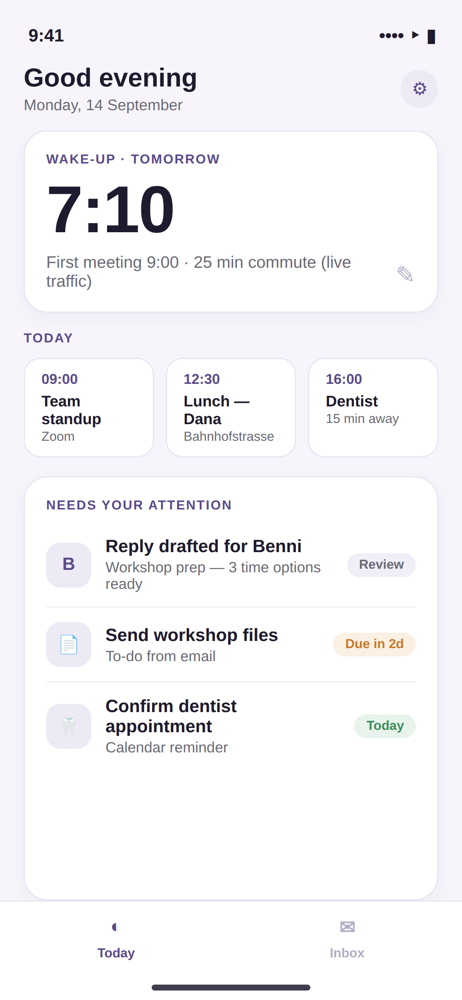 9:41
Good evening
Monday, 14 September
WAKE-UP · TOMORROW
7:10
First meeting 9:00 · 25 min commute (live
traffic)
TODAY
09:00
Team
standup
Zoom
12:30
Lunch —
Dana
Bahnhofstrasse
16:00
Dentist
15 min away
NEEDS YOUR ATTENTION
B
Reply drafted for Benni
Workshop prep — 3 time options
ready
Review
Send workshop files
To-do from email
Due in 2d
Confirm dentist
appointment
Calendar reminder
Today
Today
Inbox